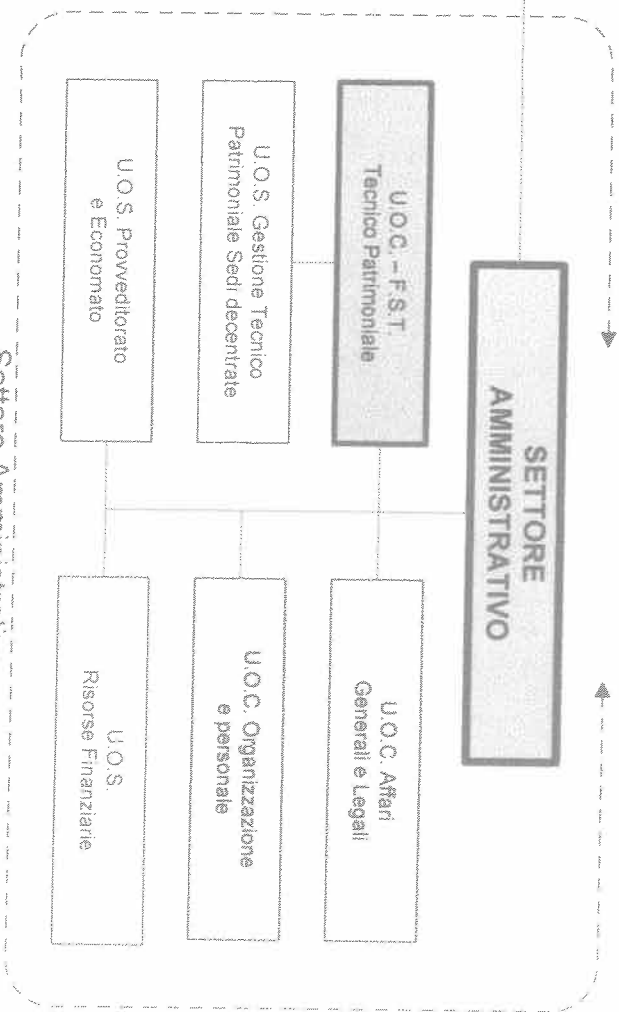 SETTORE
AMMINISTRATIVO
U.O.C. – F.S.T.
Tecnico Patrimoniale
U.O.C. Affari
Generali e Legali
U.O.S. Gestione Tecnico
Patrimoniale Sedi decentrate
U.O.C. Organizzazione
e personale
U.O.S. Provveditorato
e Economato
U.O.S.
Risorse Finanziarie